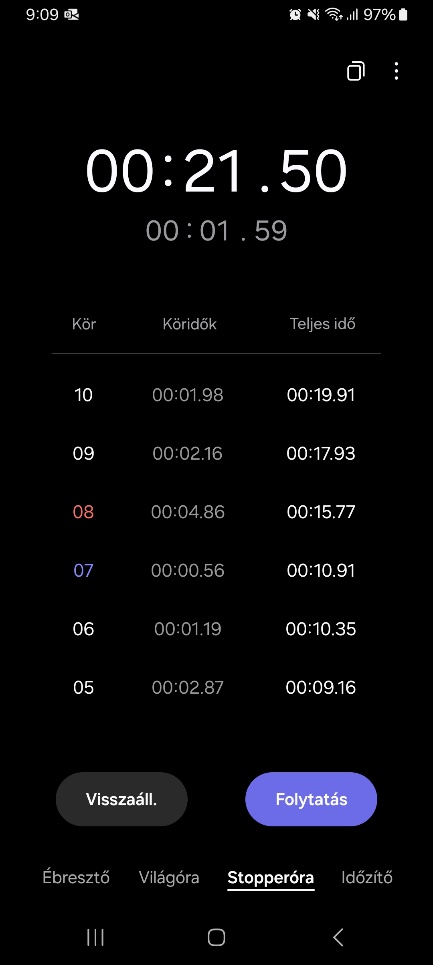 9:09 97%
00:21.50
00:01.59
Kör Köridők Teljes idő
10 00:01.98 00:19.91
09 00:02.16 00:17.93
08 00:04.86 00:15.77
07 00:00.56 00:10.91
06 00:01.19 00:10.35
05 00:02.87 00:09.16
Visszaáll. Folytatás
Ébresztő Világóra Stopperóra Időzítő